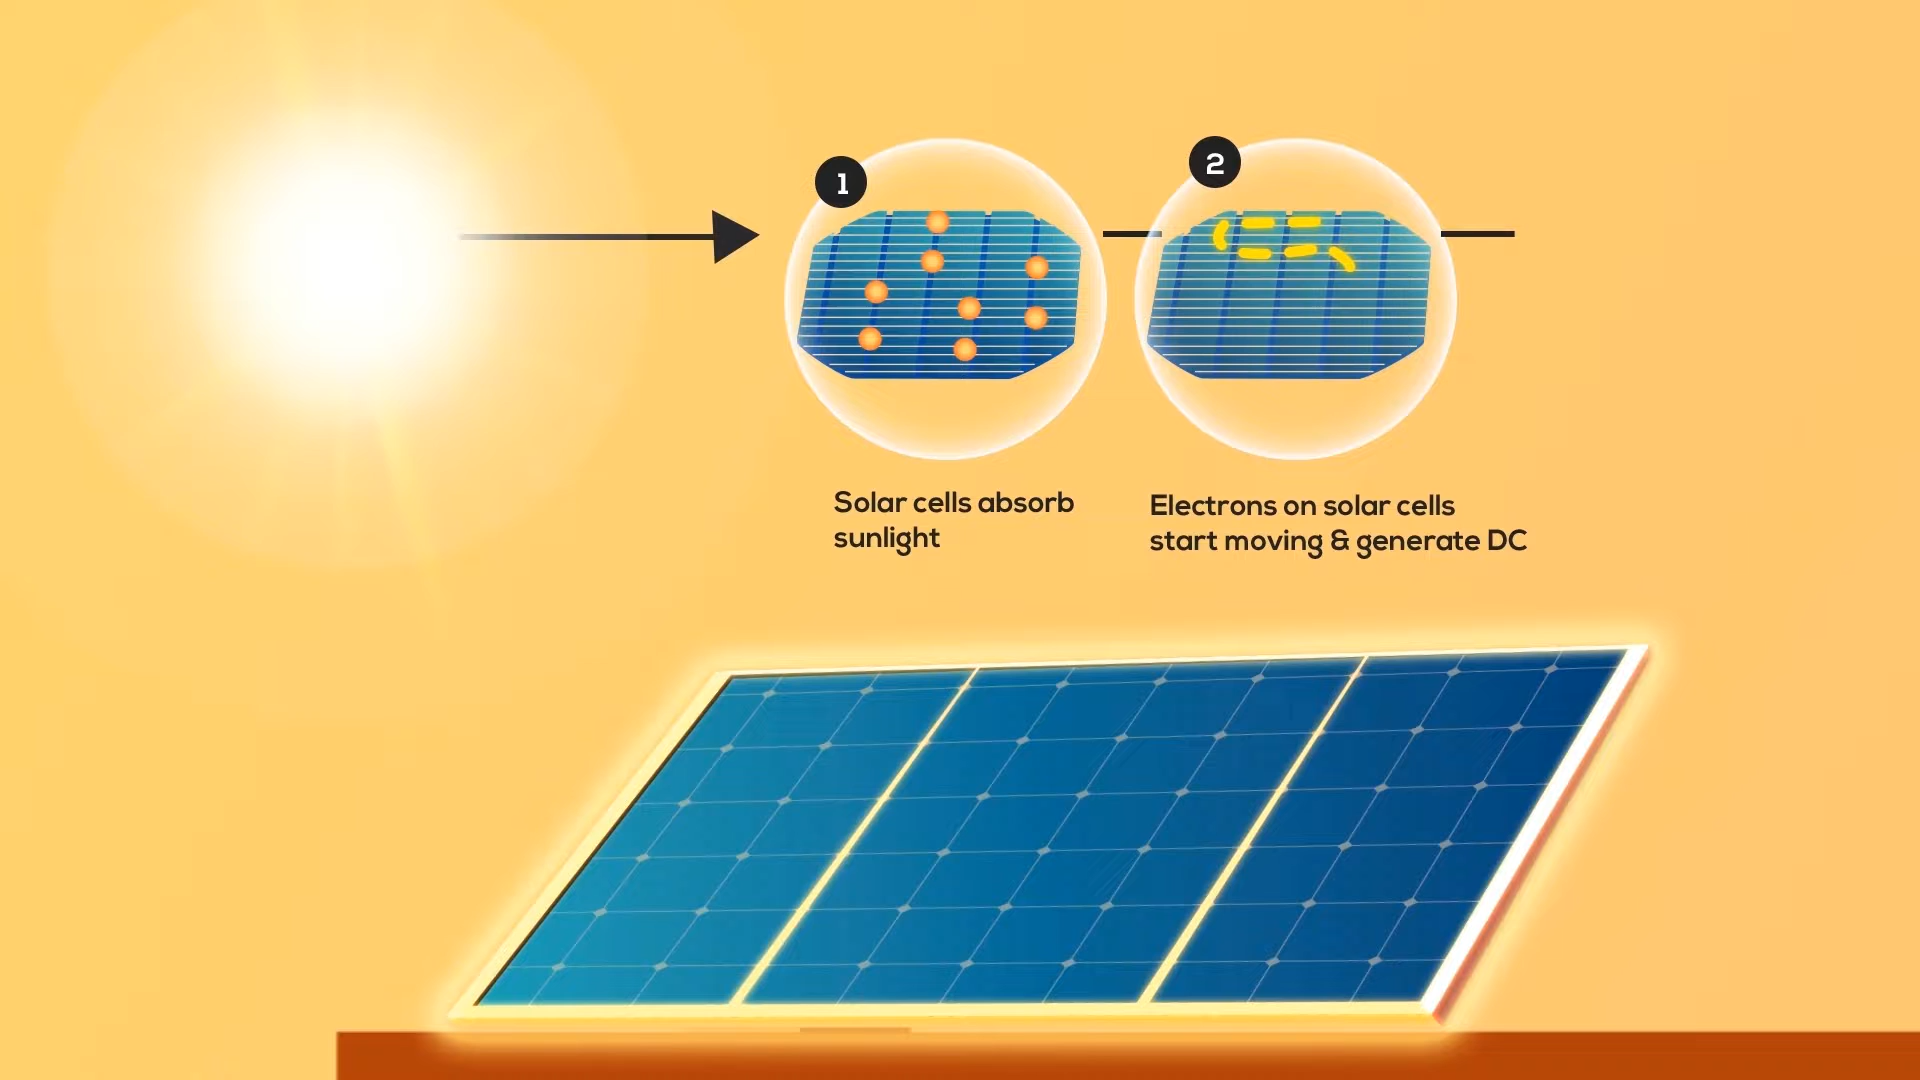 1
2
Solar cells absorb
sunlight
Electrons on solar cells
start moving & generate DC